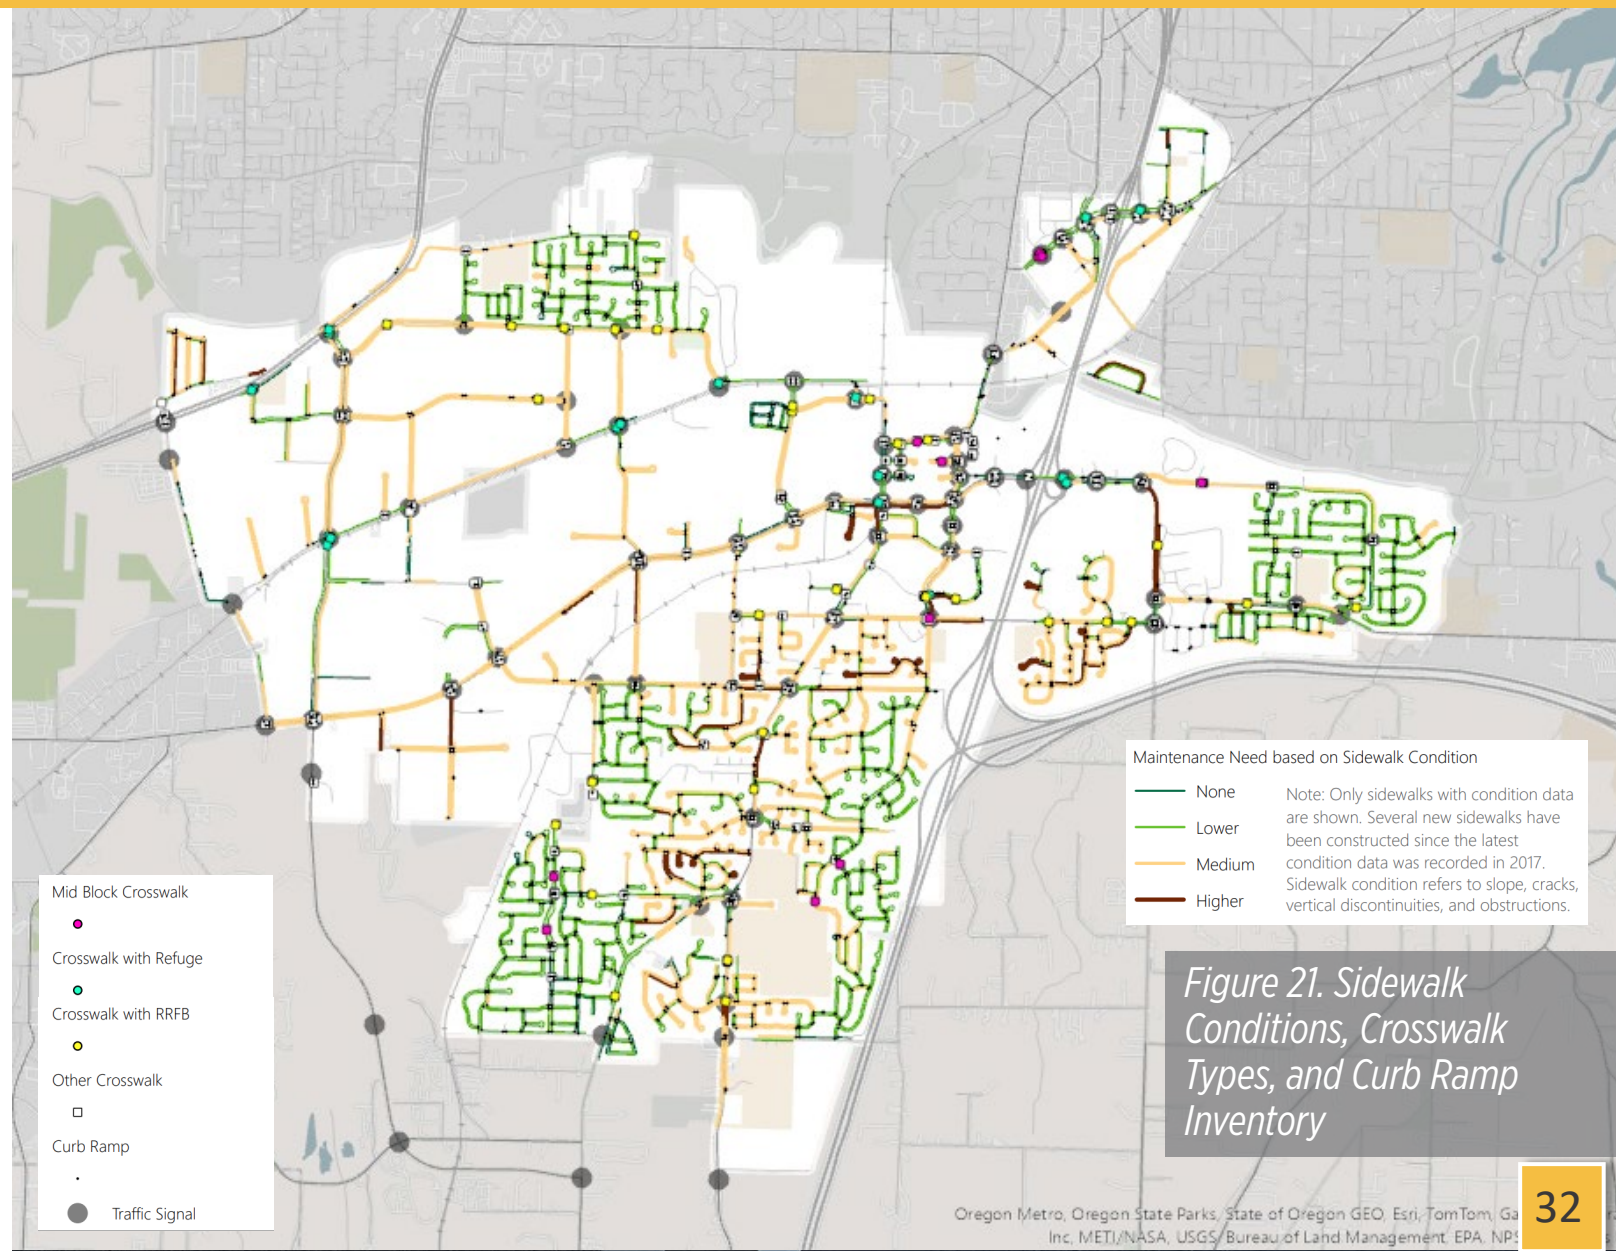 Maintenance Need based on Sidewalk Condition
None
Lower
Medium
Higher
Note: Only sidewalks with condition data
are shown. Several new sidewalks have
been constructed since the latest
condition data was recorded in 2017.
Sidewalk condition refers to slope, cracks,
vertical discontinuities, and obstructions.
Mid Block Crosswalk
Crosswalk with Refuge
Crosswalk with RRFB
Other Crosswalk
Curb Ramp
Traffic Signal
Figure 21. Sidewalk
Conditions, Crosswalk
Types, and Curb Ramp
Inventory
Oregon Metro, Oregon State Parks, State of Oregon GEO, Esri, TomTom,
Inc, METI/NASA, USGS, Bureau of Land Management, EPA,
32